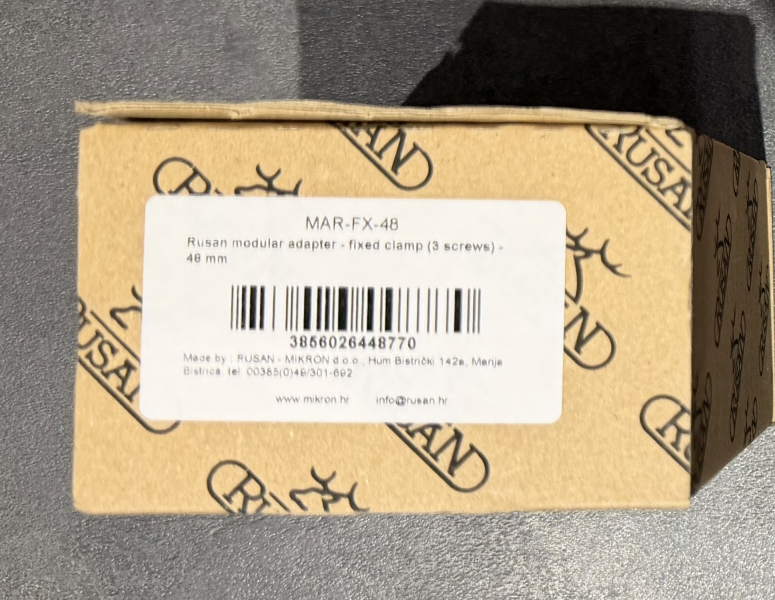 RUSAN
RUSAN
MAR-FX-48
Rusan modular adapter - fixed clamp (3 screws) -
48 mm
3856026448770
Made by : RUSAN - MIKRON d.o.o., Hum Bistrički 142a, Marija
Bistrica, tel: 00385(0)49/301-692
www.mikron.hr info@rusan.hr
RUSAN
RUSAN